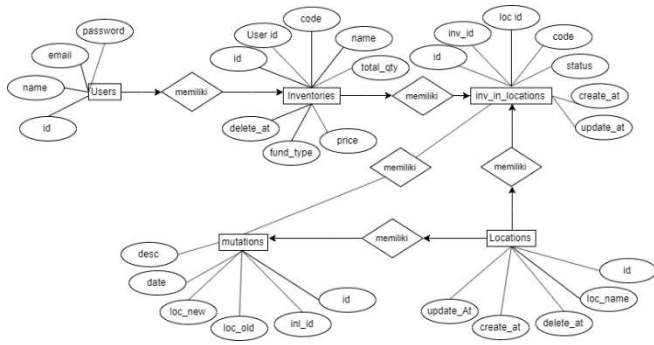 password
email
name
id
Users
memiliki
code
User id
name
id
total_qty
Inventories
delete_at
fund_type
price
memiliki
loc id
inv_id
code
id
status
inv_in_locations
create_at
update_at
memiliki
memiliki
mutations
memiliki
Locations
desc
date
loc_new
loc_old
inl_id
id
id
loc_name
delete_at
create_at
update_At